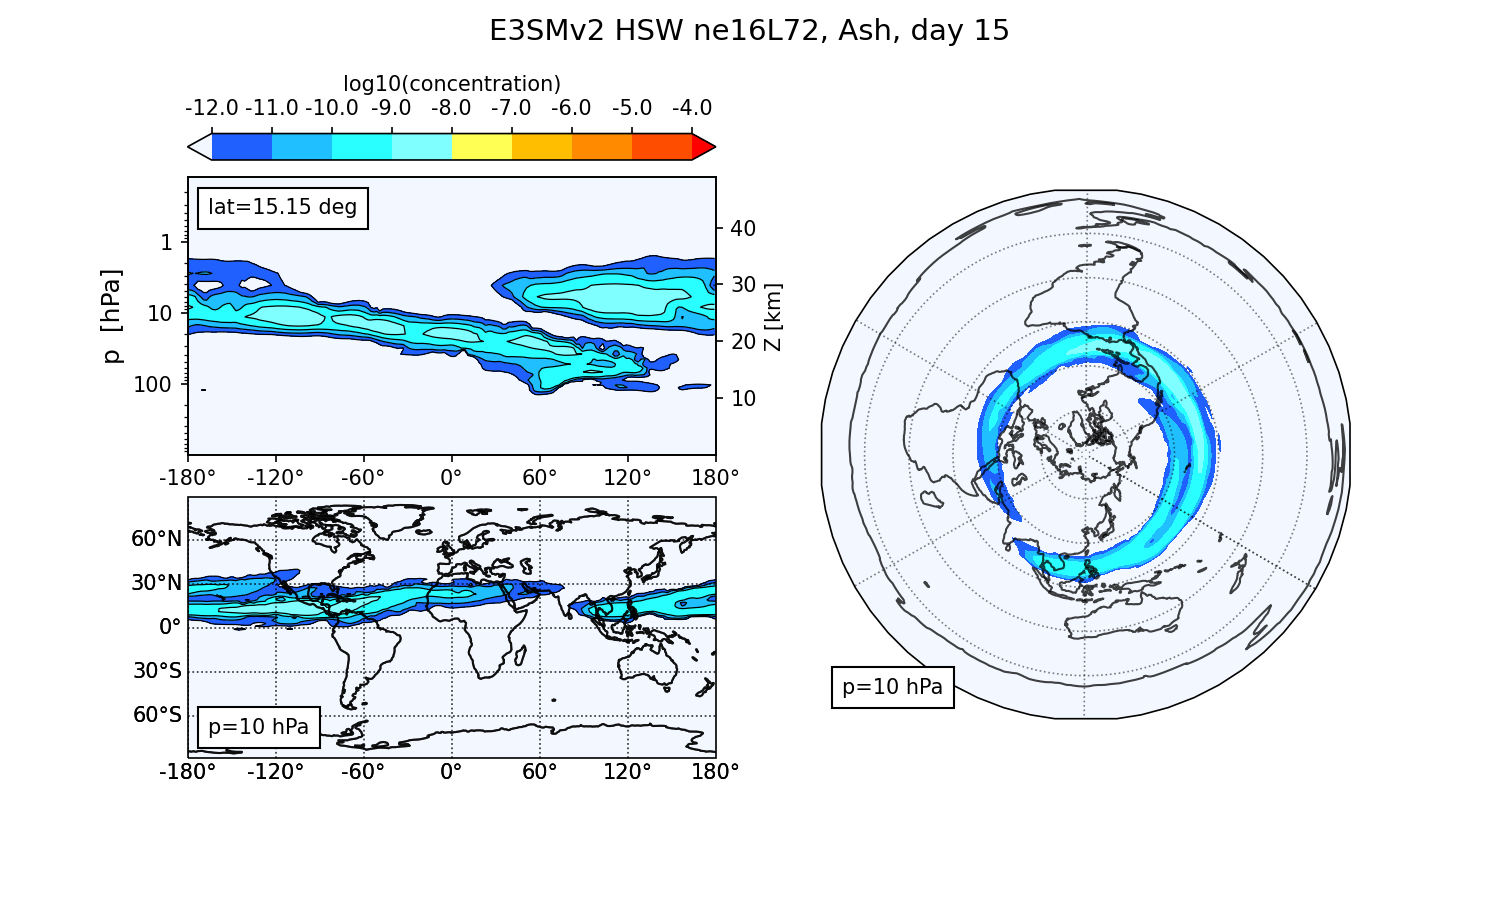 E3SMv2 HSW ne16L72, Ash, day 15
log10(concentration)
-12.0 -11.0 -10.0 -9.0 -8.0 -7.0 -6.0 -5.0 -4.0
lat=15.15 deg
p [hPa]
1
10
100
40
30
20
10
Z [km]
-180° -120° -60° 0° 60° 120° 180°
60°N
30°N
0°
30°S
60°S
p=10 hPa
-180° -120° -60° 0° 60° 120° 180°
p=10 hPa